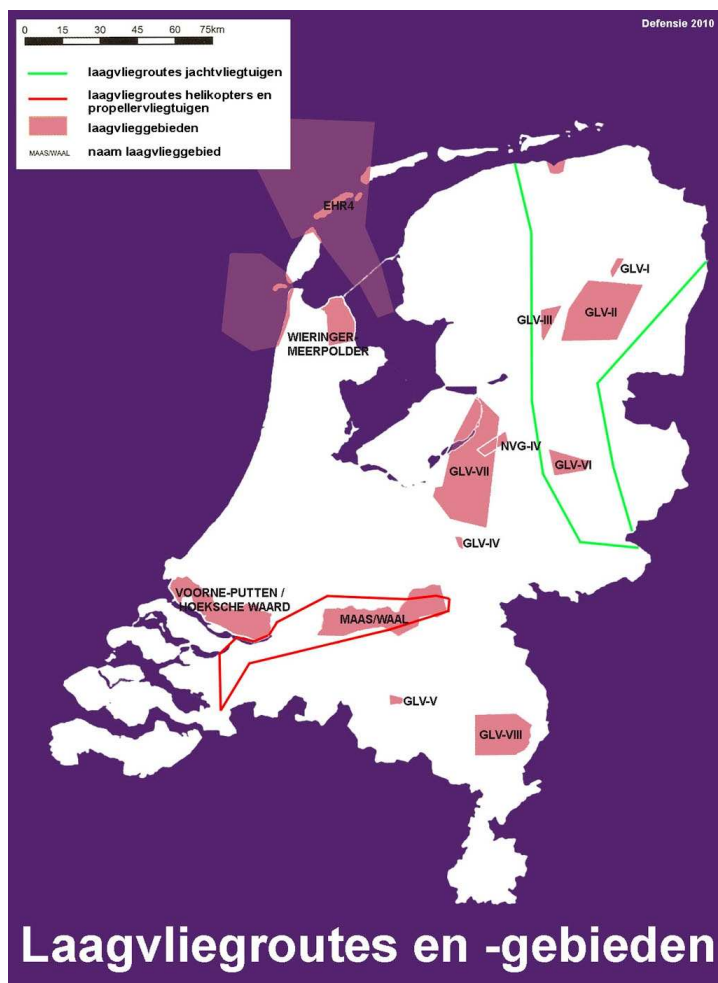 Defensie 2010
0 15 30 45 60 75km
laagvliegroutes jachtvliegtuigen
laagvliegroutes helikopters en
propellervliegtuigen
laagvlieggebieden
MAAS/WAAL naam laagvlieggebied
EHR4
GLV-I
GLV-II
GLV-III
WIERINGER-
MEERPOLDER
NVG-IV
GLV-VII
GLV-VI
GLV-IV
VOORNE-PUTTEN /
HOEKSCHE WAARD
MAAS/WAAL
GLV-V
GLV-VIII
Laagvliegroutes en -gebieden